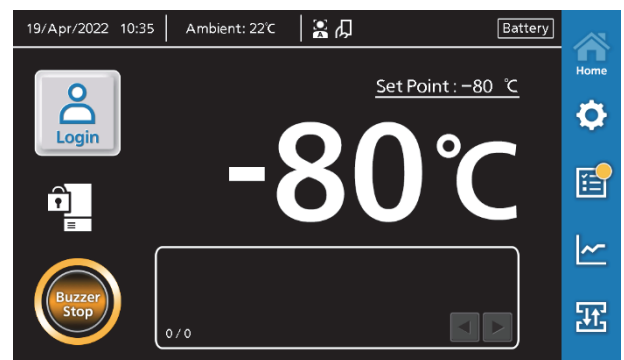 19/Apr/2022 10:35 Ambient: 22℃ Battery
Home
Set Point : −80 ℃
Login
-80℃
Buzzer
Stop
0 / 0